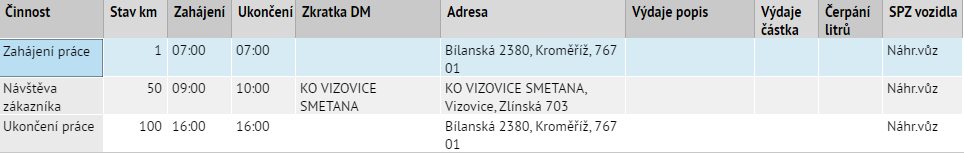 Činnost Stav km Zahájení Ukončení Zkratka DM Adresa Výdaje popis Výdaje částka Čerpání litrů SPZ vozidla
Zahájení práce 1 07:00 07:00 Bílanská 2380, Kroměříž, 767 01 Náhr.vůz
Návštěva zákazníka 50 09:00 10:00 KO VIZOVICE SMETANA KO VIZOVICE SMETANA, Vizovice, Zlínská 703 Náhr.vůz
Ukončení práce 100 16:00 16:00 Bílanská 2380, Kroměříž, 767 01 Náhr.vůz